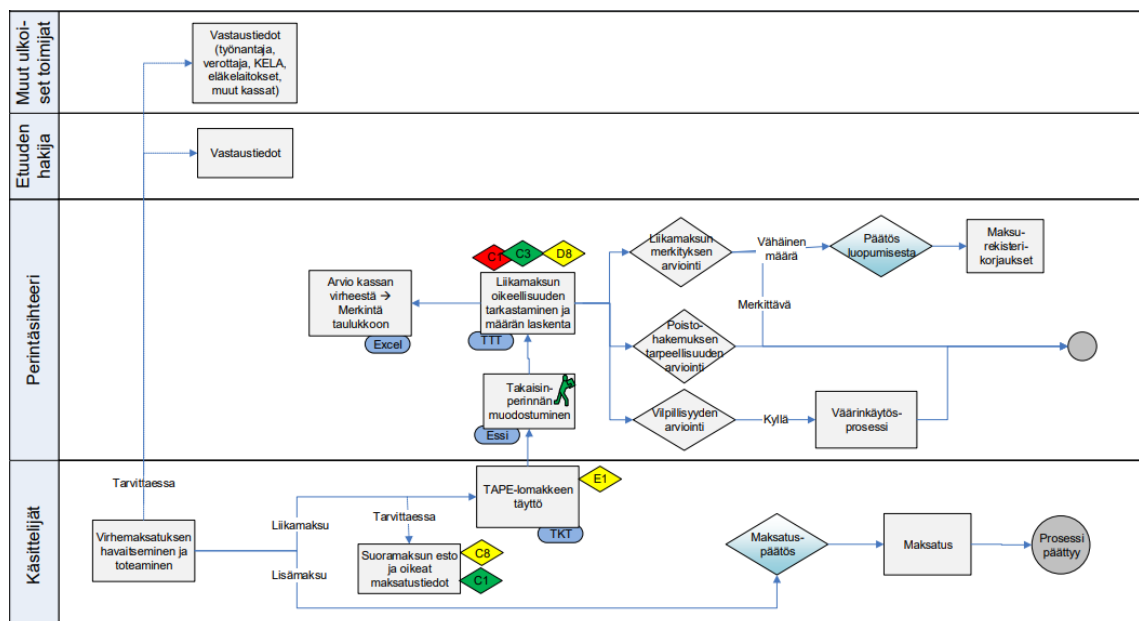 Muut ulkoi-
set toimijat
Vastaustiedot
(työnantaja,
verottaja, KELA,
eläkelaitokset,
muut kassat)
Etuuden
hakija
Vastaustiedot
Perintäsihteeri
C1
C3
D8
Arvio kassan
virheestä →
Merkintä
taulukkoon
Excel
Liikamaksun
oikeellisuuden
tarkastaminen ja
määrän laskenta
TTT
Liikamaksun
merkityksen
arviointi
Vähäinen
määrä
Merkittävä
Päätös
luopumisesta
Maksu-
rekisteri-
korjaukset
Poisto-
hakemuksen
tarpeellisuuden
arviointi
Takaisin-
perinnän
muodostuminen
Essi
Vilpillisyyden
arviointi
Kyllä
Väärinkäytös-
prosessi
Käsittelijät
Tarvittaessa
Virhemaksatuksen
havaitseminen ja
toteaminen
Liikamaksu
Lisämaksu
Tarvittaessa
TAPE-lomakkeen
täyttö
E1
TKT
Suoramaksun esto
ja oikeat
maksatustiedot
C8
C1
Maksatus-
päätös
Maksatus
Prosessi
päättyy